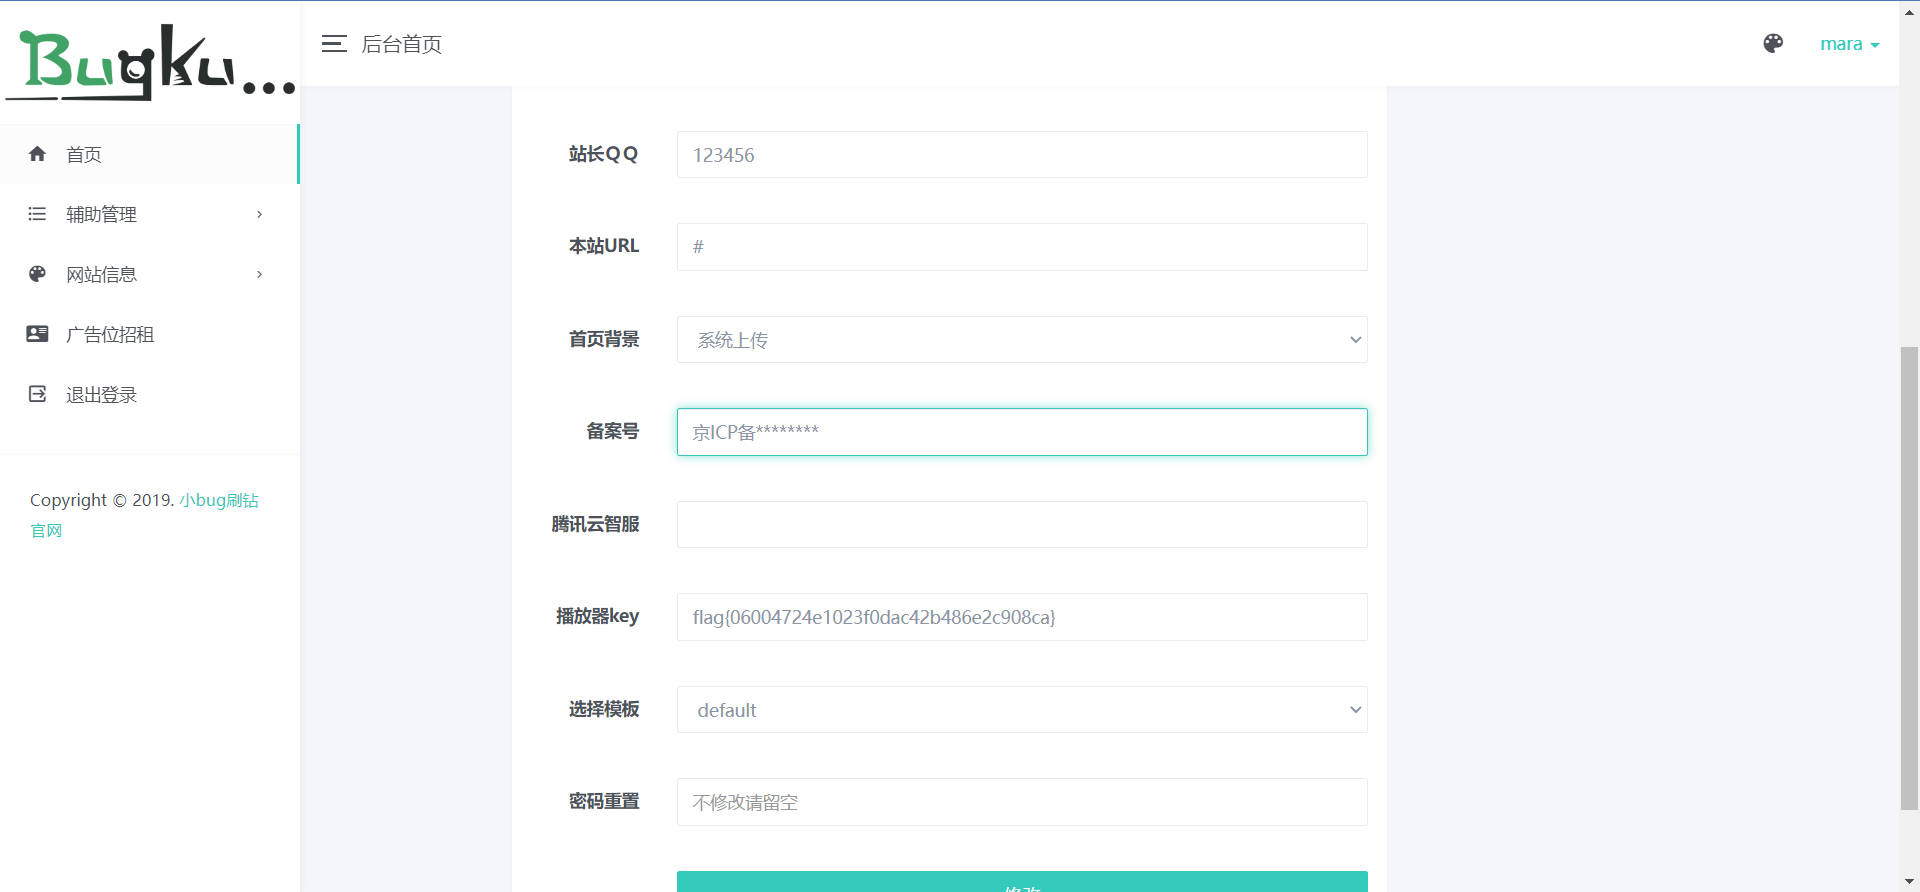 Bugku...
后台首页
mara
首页
辅助管理
网站信息
广告位招租
退出登录
Copyright © 2019. 小bug刷钻
官网
站长QQ
123456
本站URL
#
首页背景
系统上传
备案号
京ICP备********
腾讯云智服
播放器key
flag{06004724e1023f0dac42b486e2c908ca}
选择模板
default
密码重置
不修改请留空
修改